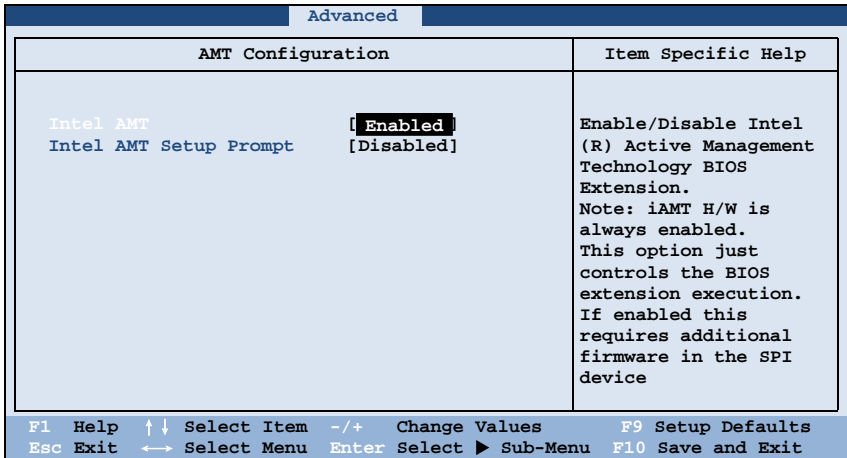 Advanced
AMT Configuration
Item Specific Help
Intel AMT [ Enabled ]
Intel AMT Setup Prompt [Disabled]
Enable/Disable Intel
(R) Active Management
Technology BIOS
Extension.
Note: iAMT H/W is
always enabled.
This option just
controls the BIOS
extension execution.
If enabled this
requires additional
firmware in the SPI
device
F1 Help ↑↓ Select Item -/+ Change Values F9 Setup Defaults
Esc Exit ←→ Select Menu Enter Select ▶ Sub-Menu F10 Save and Exit